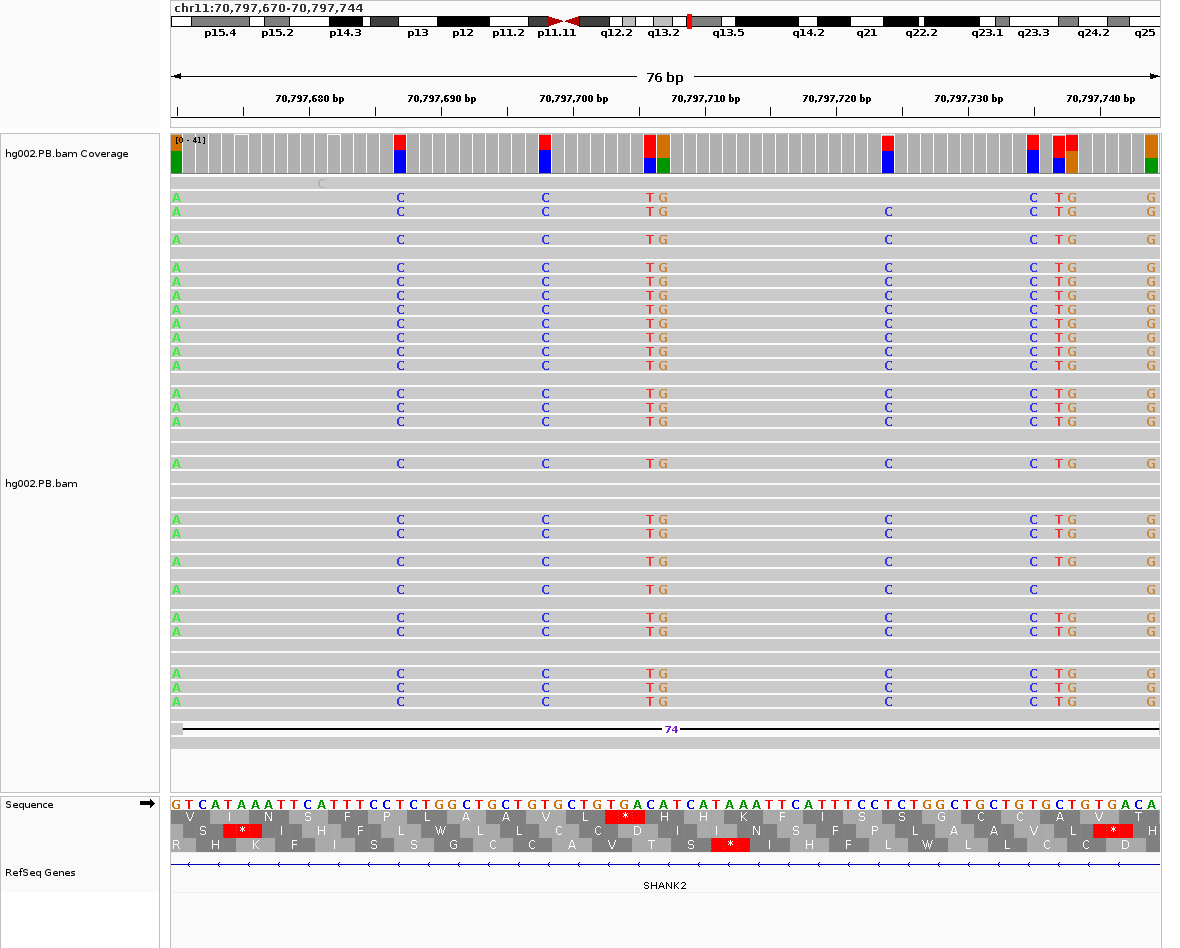 chr11:70,797,670-70,797,744
p15.4 p15.2 p14.3 p13 p12 p11.2 p11.11 q12.2 q13.2 q13.5 q14.2 q21 q22.2 q23.1 q23.3 q24.2 q25
76 bp
70,797,680 bp 70,797,690 bp 70,797,700 bp 70,797,710 bp 70,797,720 bp 70,797,730 bp 70,797,740 bp
[0 - 41]
hg002.PB.bam Coverage
C
A C C T G C T G G
A C C T G C C T G G
A C C T G C C T G G
A C C T G C C T G G
A C C T G C C T G G
A C C T G C C T G G
A C C T G C C T G G
A C C T G C C T G G
A C C T G C C T G G
A C C T G C C T G G
A C C T G C C T G G
A C C T G C C T G G
A C C T G C C T G G
A C C T G C C T G G
A C C T G C C T G G
hg002.PB.bam
A C C T G C C T G G
A C C T G C C T G G
A C C T G C C T G G
A C C T G C C G
A C C T G C C T G G
A C C T G C C T G G
A C C T G C C T G G
A C C T G C C T G G
A C C T G C C T G G
74
Sequence
G T C A T A A A T T C A T T T C C T C T G G C T G C T G T G C T G T G A C A T C A T A A A T T C A T T T C C T C T G G C T G C T G T G C T G T G A C A
V I N S F P L A A V L * H H K F I S S G C C A V T
S * I H F L W L L C C D I I N S F P L A A V L * H
R H K F I S S G C C A V T S * I H F L W L L C C D
RefSeq Genes
SHANK2